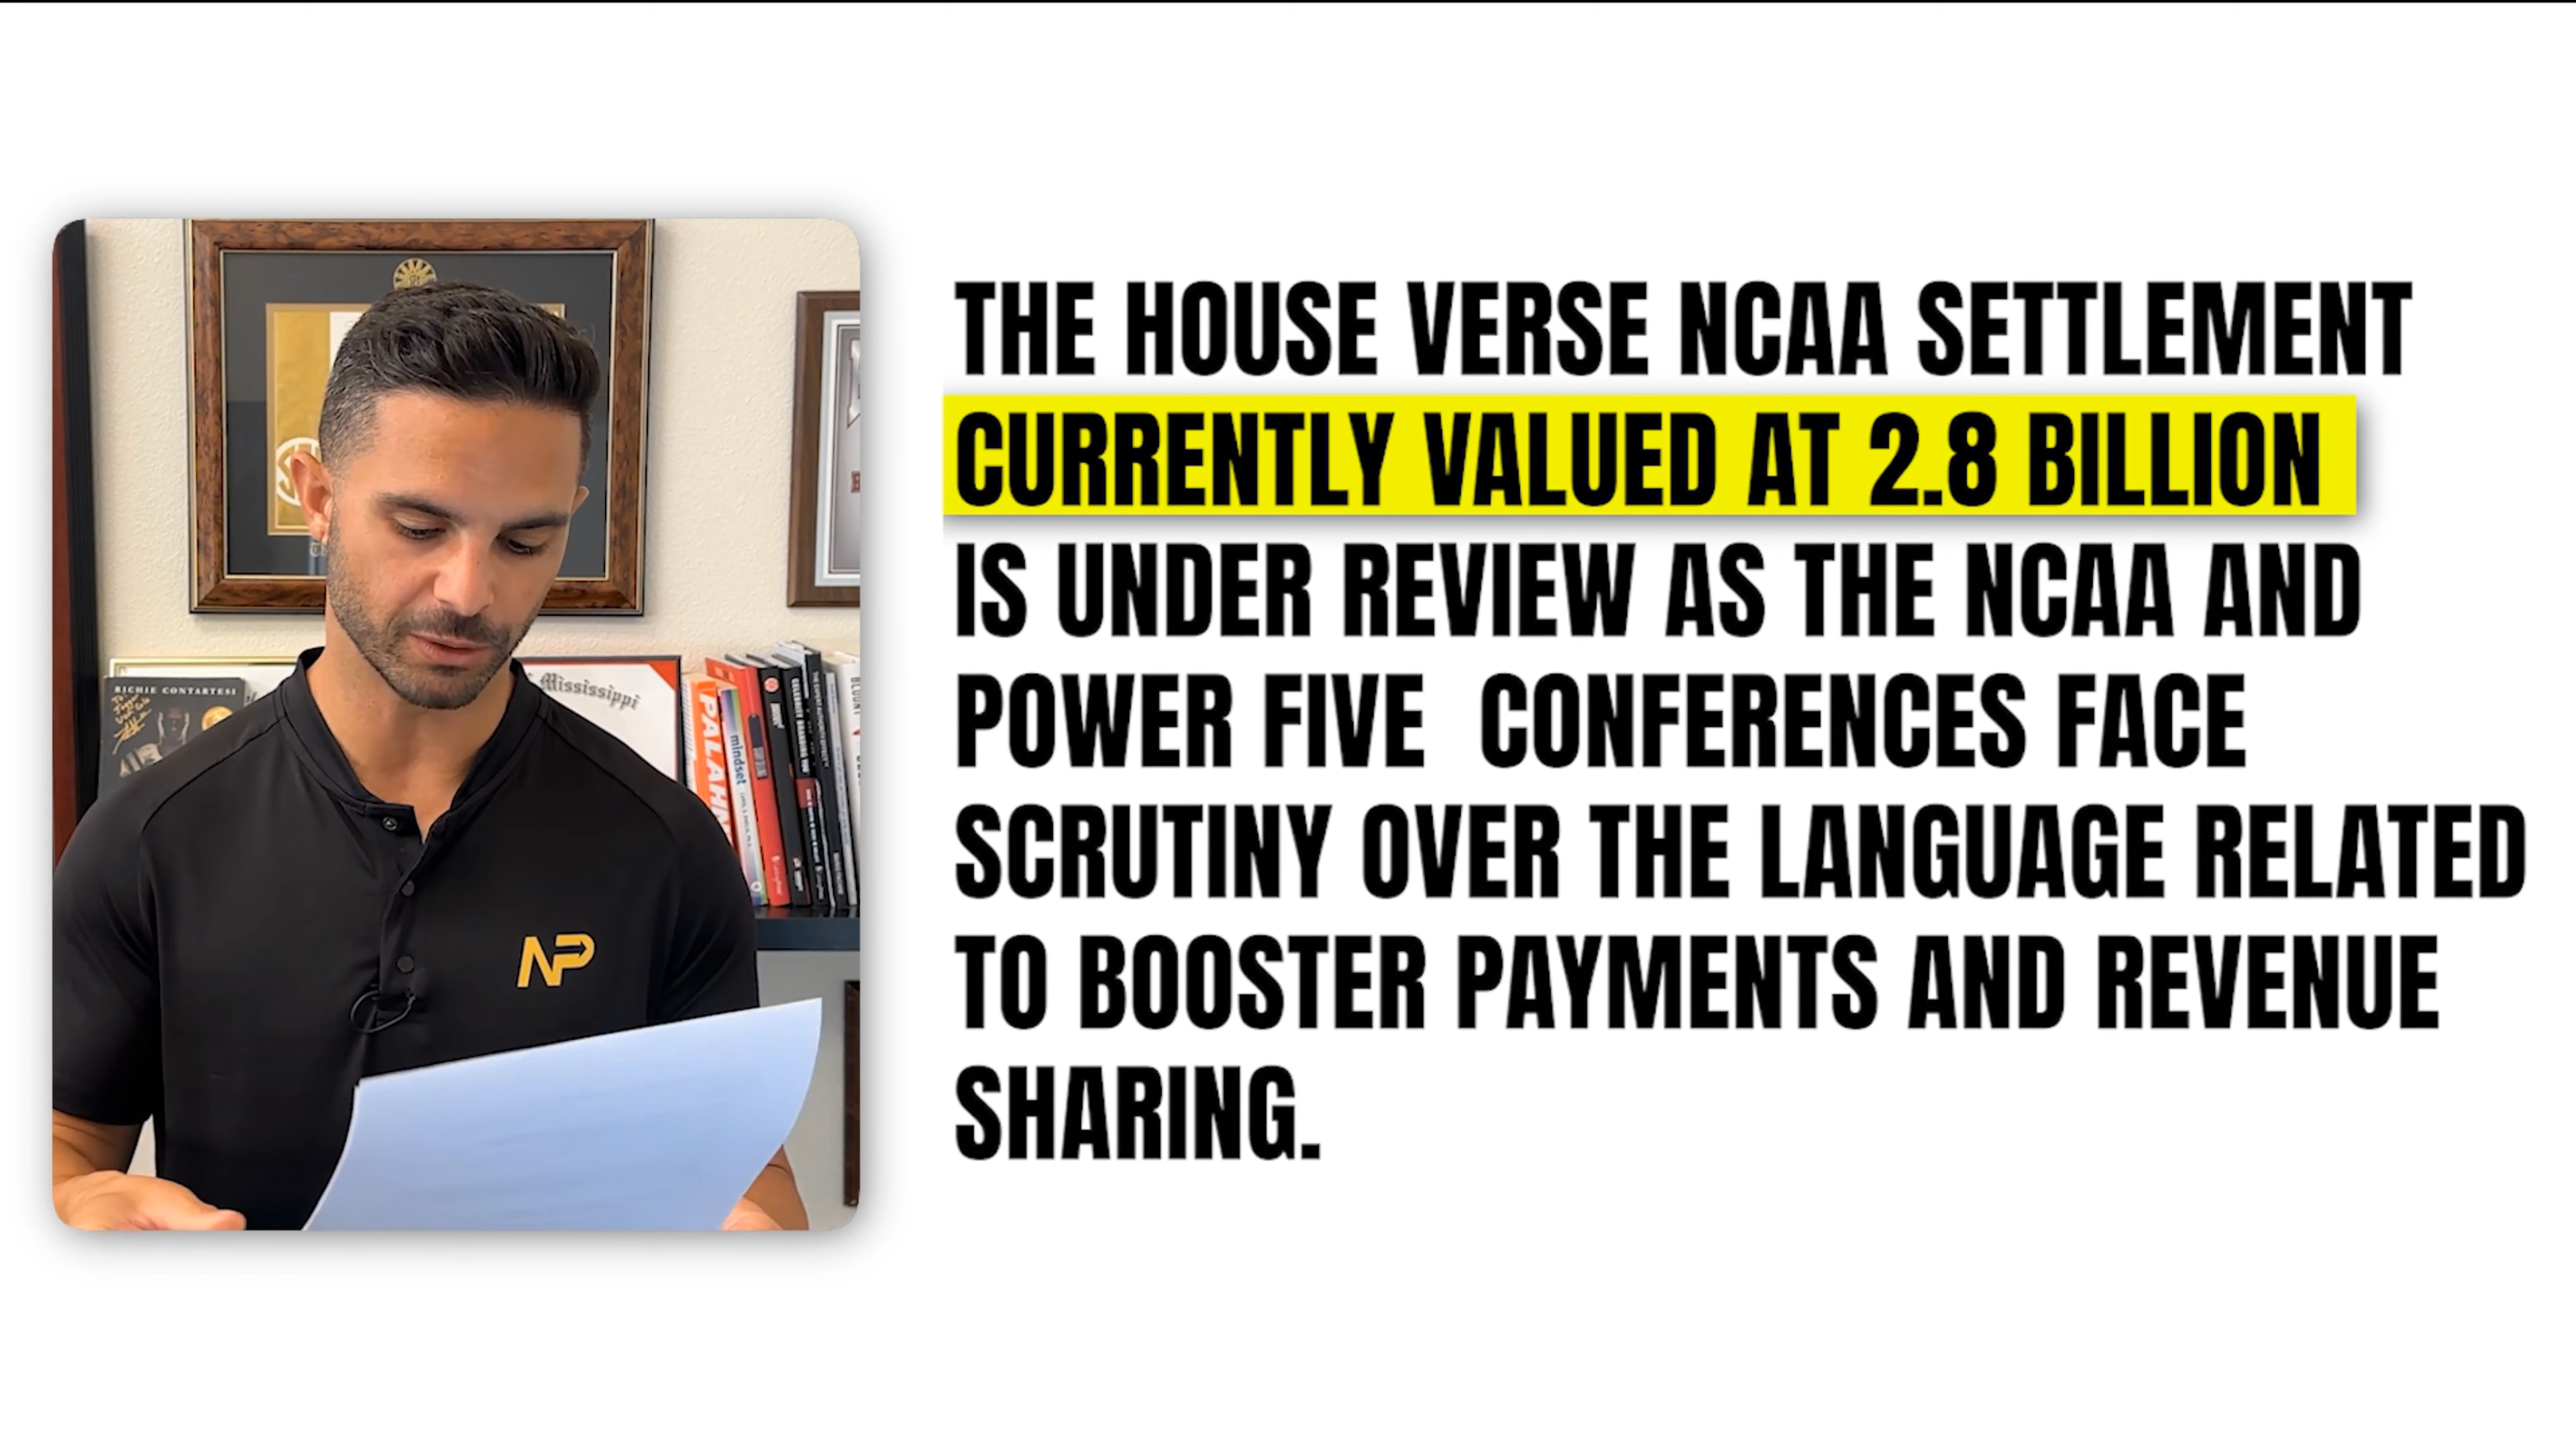 THE HOUSE VERSE NCAA SETTLEMENT
CURRENTLY VALUED AT 2.8 BILLION
IS UNDER REVIEW AS THE NCAA AND
POWER FIVE CONFERENCES FACE
SCRUTINY OVER THE LANGUAGE RELATED
TO BOOSTER PAYMENTS AND REVENUE
SHARING.
RICHIE CONTARTESI
Mississippi
PALAHN
mindset
NP